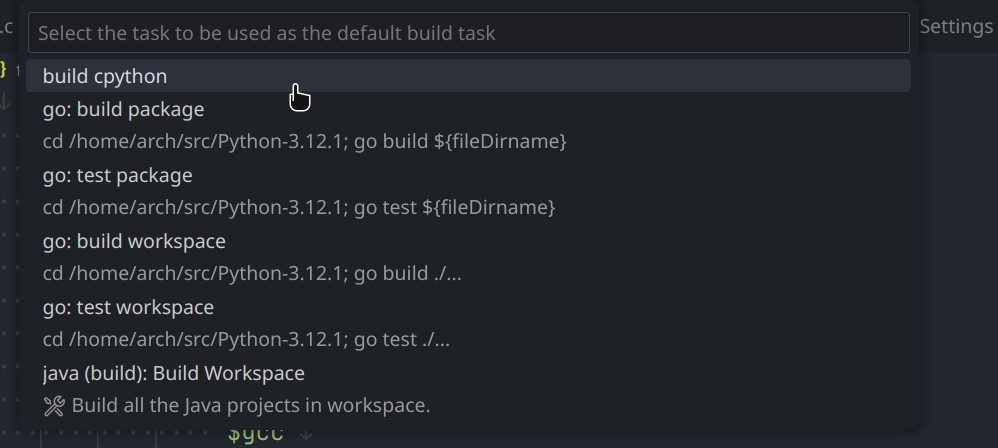 .c
Select the task to be used as the default build task
Settings
}
build cpython
go: build package
cd /home/arch/src/Python-3.12.1; go build ${fileDirname}
go: test package
cd /home/arch/src/Python-3.12.1; go test ${fileDirname}
go: build workspace
cd /home/arch/src/Python-3.12.1; go build ./...
go: test workspace
cd /home/arch/src/Python-3.12.1; go test ./...
java (build): Build Workspace
Build all the Java projects in workspace.
$gcc